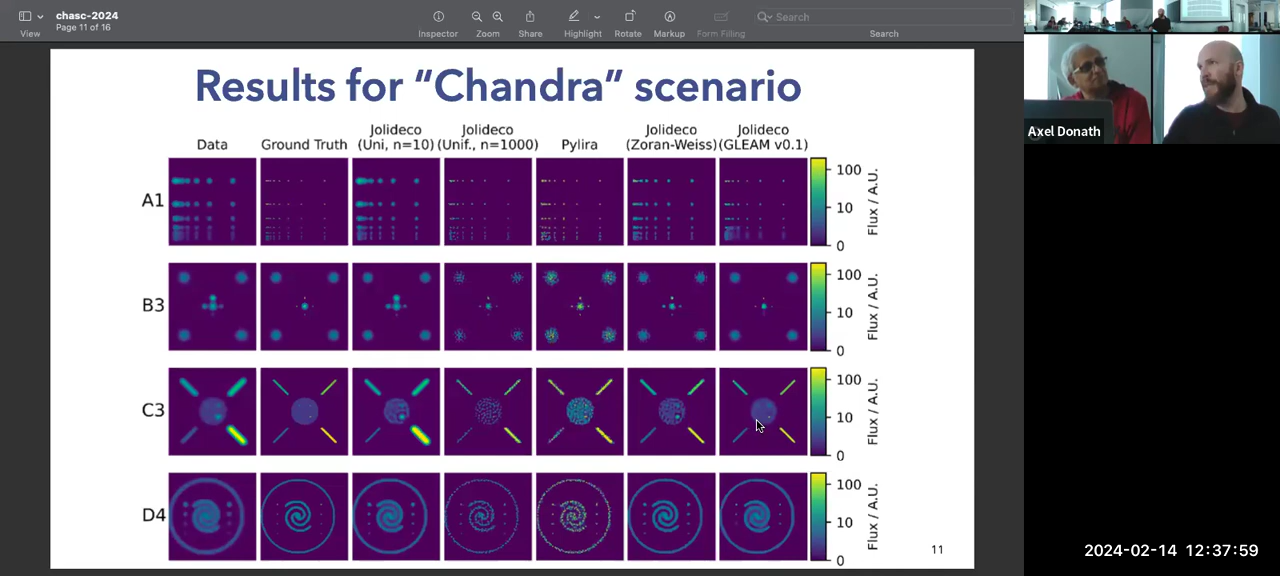 chasc-2024
Page 11 of 16
View
Inspector
Zoom
Share
Highlight
Rotate
Markup
Form Filling
Search
Search
Axel Donath
Results for “Chandra” scenario
Data
Ground Truth
Jolideco
(Uni, n=10)
Jolideco
(Unif., n=1000)
Pylira
Jolideco
(Zoran-Weiss)
Jolideco
(GLEAM v0.1)
A1
100
10
0
Flux / A.U.
B3
100
10
0
Flux / A.U.
C3
100
10
0
Flux / A.U.
D4
100
10
0
Flux / A.U.
11
2024-02-14 12:37:59